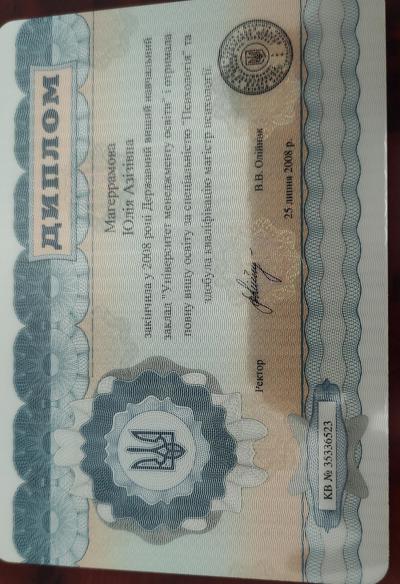 ДИПЛОМ
Магеррамова
Юлія Азігівна
закінчила у 2008 році Державний вищий навчальний
заклад "Університет менеджменту освіти" і отримала
повну вищу освіту за спеціальністю "Психологія" та
здобула кваліфікацію магістр психології
Ректор В.В. Олійник
25 липня 2008 р.
КВ № 35336523